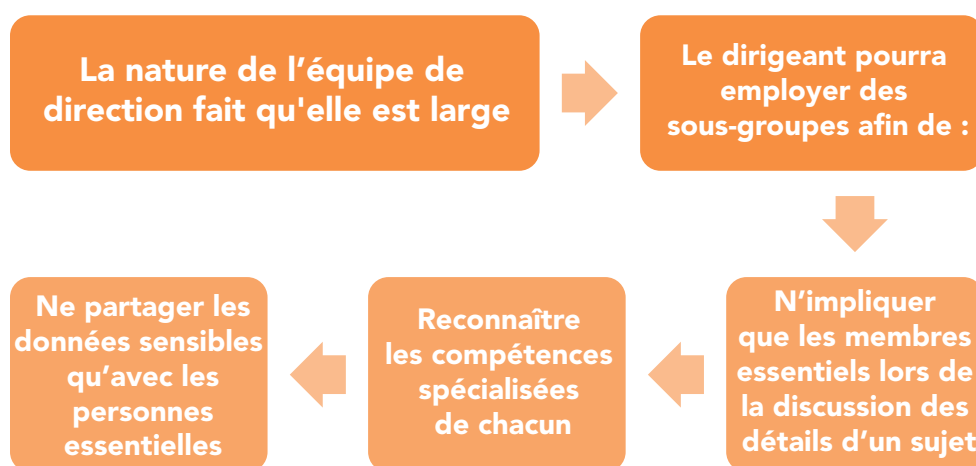 La nature de l’équipe de
direction fait qu'elle est large
Le dirigeant pourra
employer des
sous-groupes afin de :
N’impliquer
que les membres
essentiels lors de
la discussion des
détails d’un sujet
Reconnaître
les compétences
spécialisées
de chacun
Ne partager les
données sensibles
qu’avec les
personnes
essentielles